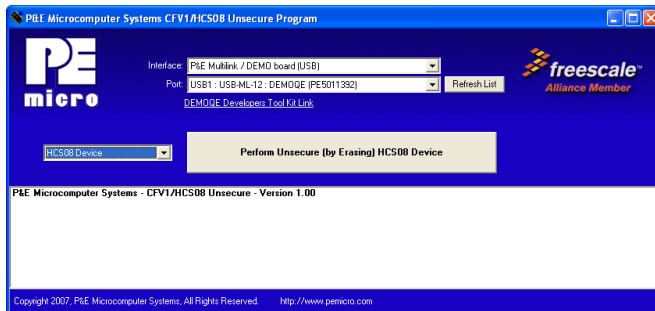 P&E Microcomputer Systems CFV1/HCS08 Unsecure Program
PE
micro
Interface: P&E Multilink / DEMO board (USB)
Port: USB1 : USB-ML-12 : DEMOQE (PE5011392) Refresh List
DEMOQE Developers Tool Kit Link
freescale™
Alliance Member
HCS08 Device
Perform Unsecure (by Erasing) HCS08 Device
P&E Microcomputer Systems - CFV1/HCS08 Unsecure - Version 1.00
Copyright 2007, P&E Microcomputer Systems, All Rights Reserved. http://www.pemicro.com